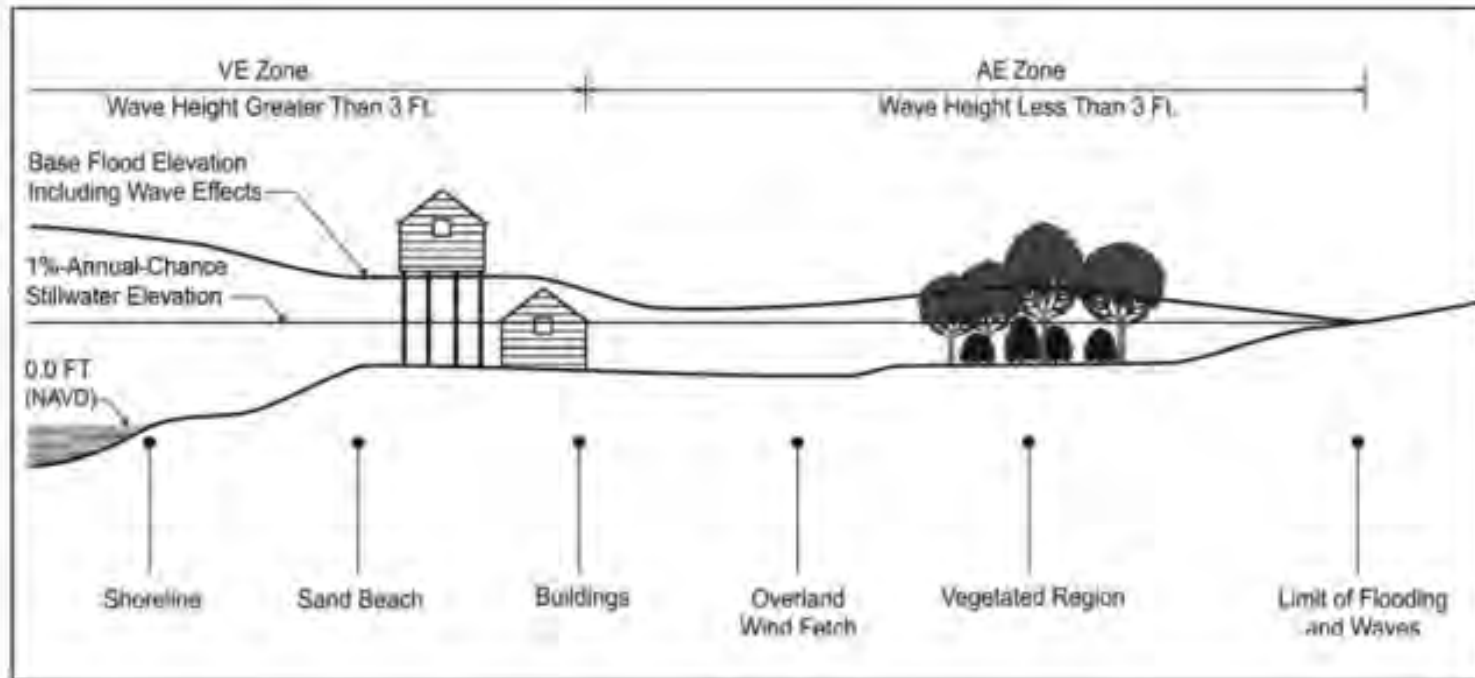 VE Zone
Wave Height Greater Than 3 Ft.
AE Zone
Wave Height Less Than 3 Ft.
Base Flood Elevation
Including Wave Effects
1%-Annual-Chance
Stillwater Elevation
0.0 FT
(NAVD)
Shoreline
Sand Beach
Buildings
Overland
Wind Fetch
Vegetated Region
Limit of Flooding
and Waves